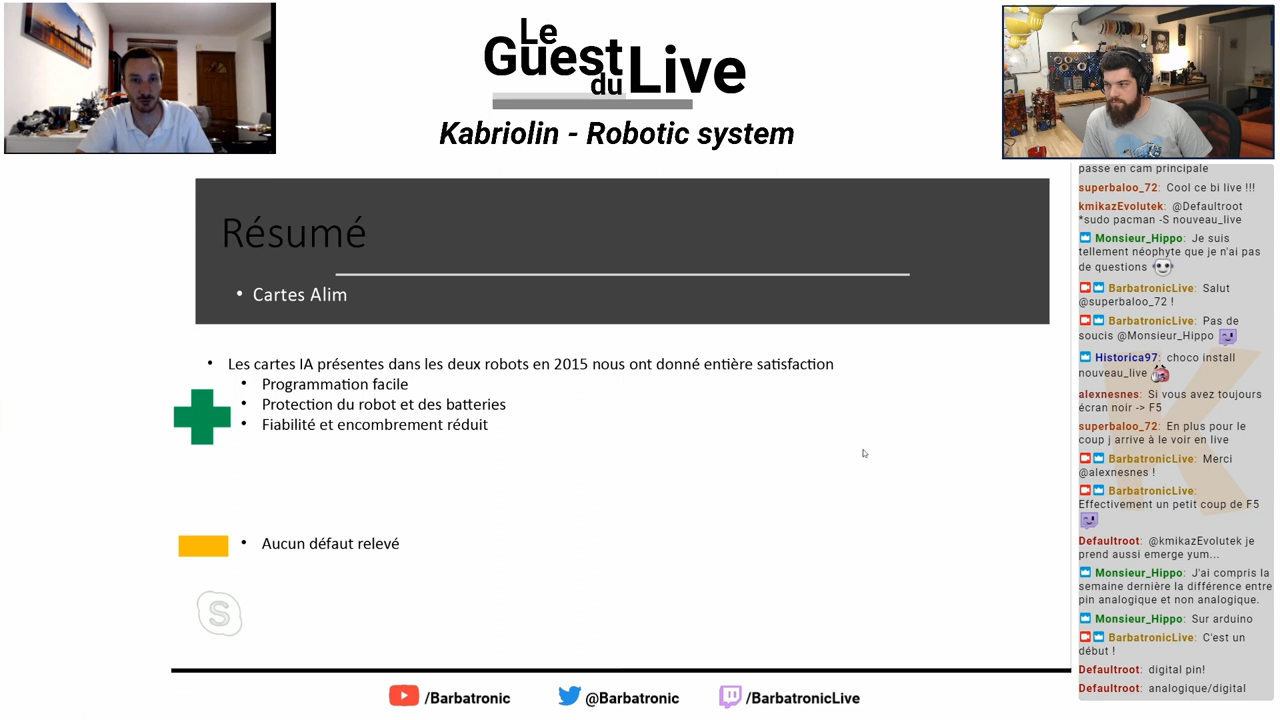 Le
Guest
du Live
Kabriolin - Robotic system
Résumé
• Cartes Alim
• Les cartes IA présentes dans les deux robots en 2015 nous ont donné entière satisfaction
• Programmation facile
• Protection du robot et des batteries
• Fiabilité et encombrement réduit
• Aucun défaut relevé
S
/Barbatronic
@Barbatronic
/BarbatronicLive
passe en cam principale
superbaloo_72: Cool ce bi live !!!
kmikazEvolutek: @Defaultroot
*sudo pacman -S nouveau_live
Monsieur_Hippo: Je suis
tellement néophyte que je n'ai pas
de questions
BarbatronicLive: Salut
@superbaloo_72 !
BarbatronicLive: Pas de
soucis @Monsieur_Hippo
Historica97: choco install
nouveau_live
alexnesnes: Si vous avez toujours
écran noir -> F5
superbaloo_72: En plus pour le
coup j arrive à le voir en live
BarbatronicLive: Merci
@alexnesnes !
BarbatronicLive:
Effectivement un petit coup de F5
Defaultroot: @kmikazEvolutek je
prend aussi emerge yum...
Monsieur_Hippo: J'ai compris la
semaine dernière la différence entre
pin analogique et non analogique.
Monsieur_Hippo: Sur arduino
BarbatronicLive: C'est un
début !
Defaultroot: digital pin!
Defaultroot: analogique/digital